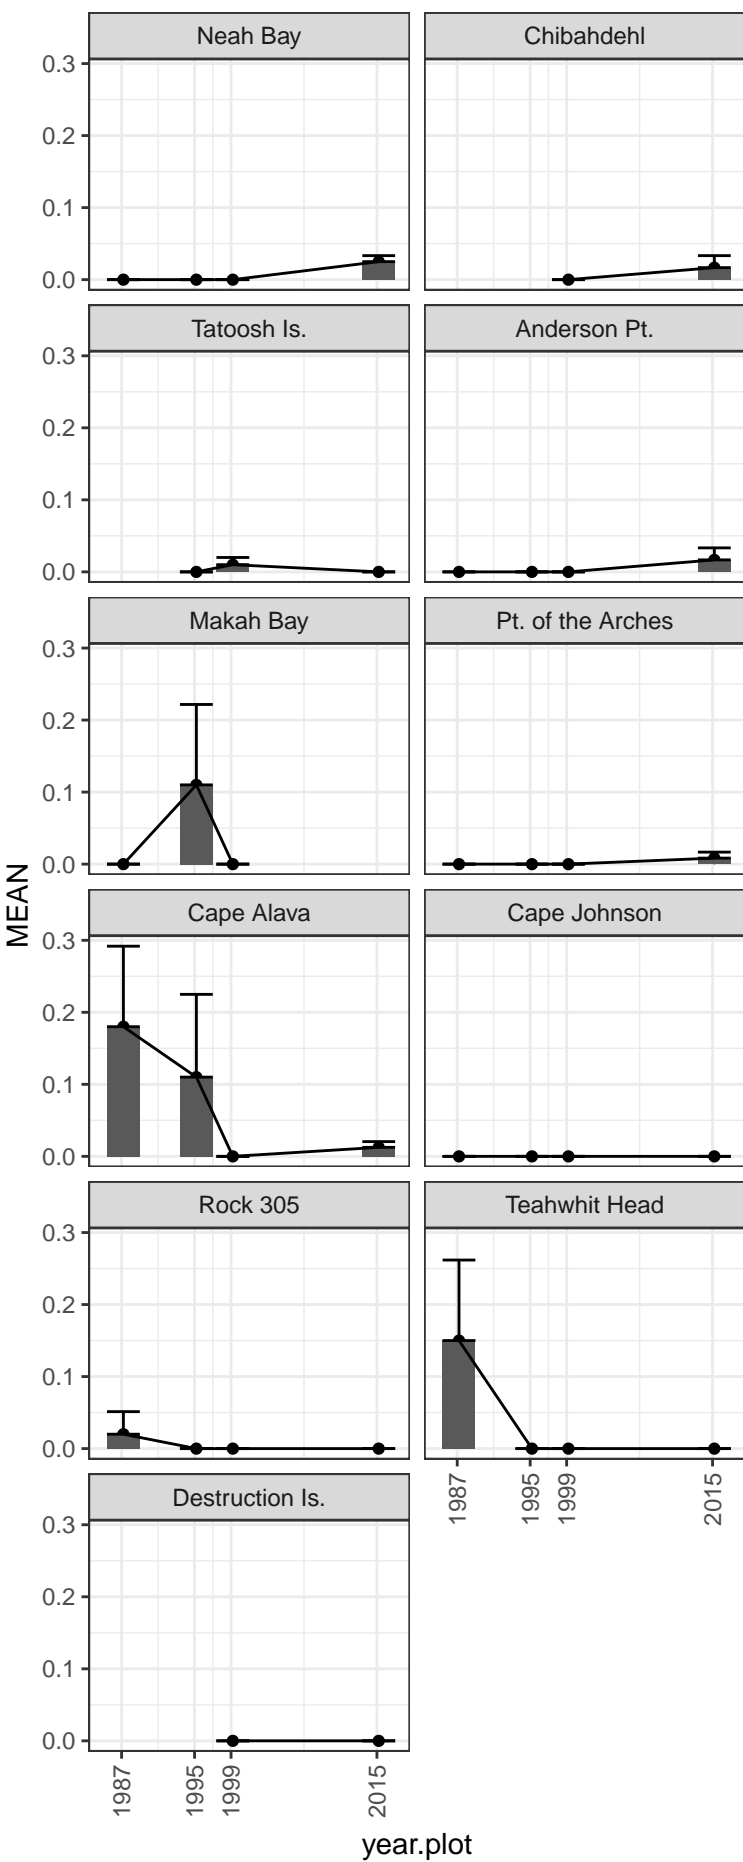 Neah Bay
Chibahdehl
0.3
0.2
0.1
0.0
Tatoosh Is.
Anderson Pt.
0.3
0.2
0.1
0.0
Makah Bay
Pt. of the Arches
0.3
0.2
0.1
0.0
MEAN
Cape Alava
Cape Johnson
0.3
0.2
0.1
0.0
Rock 305
Teahwhit Head
0.3
0.2
0.1
0.0
1987
1995
1999
2015
Destruction Is.
0.3
0.2
0.1
0.0
1987
1995
1999
2015
year.plot